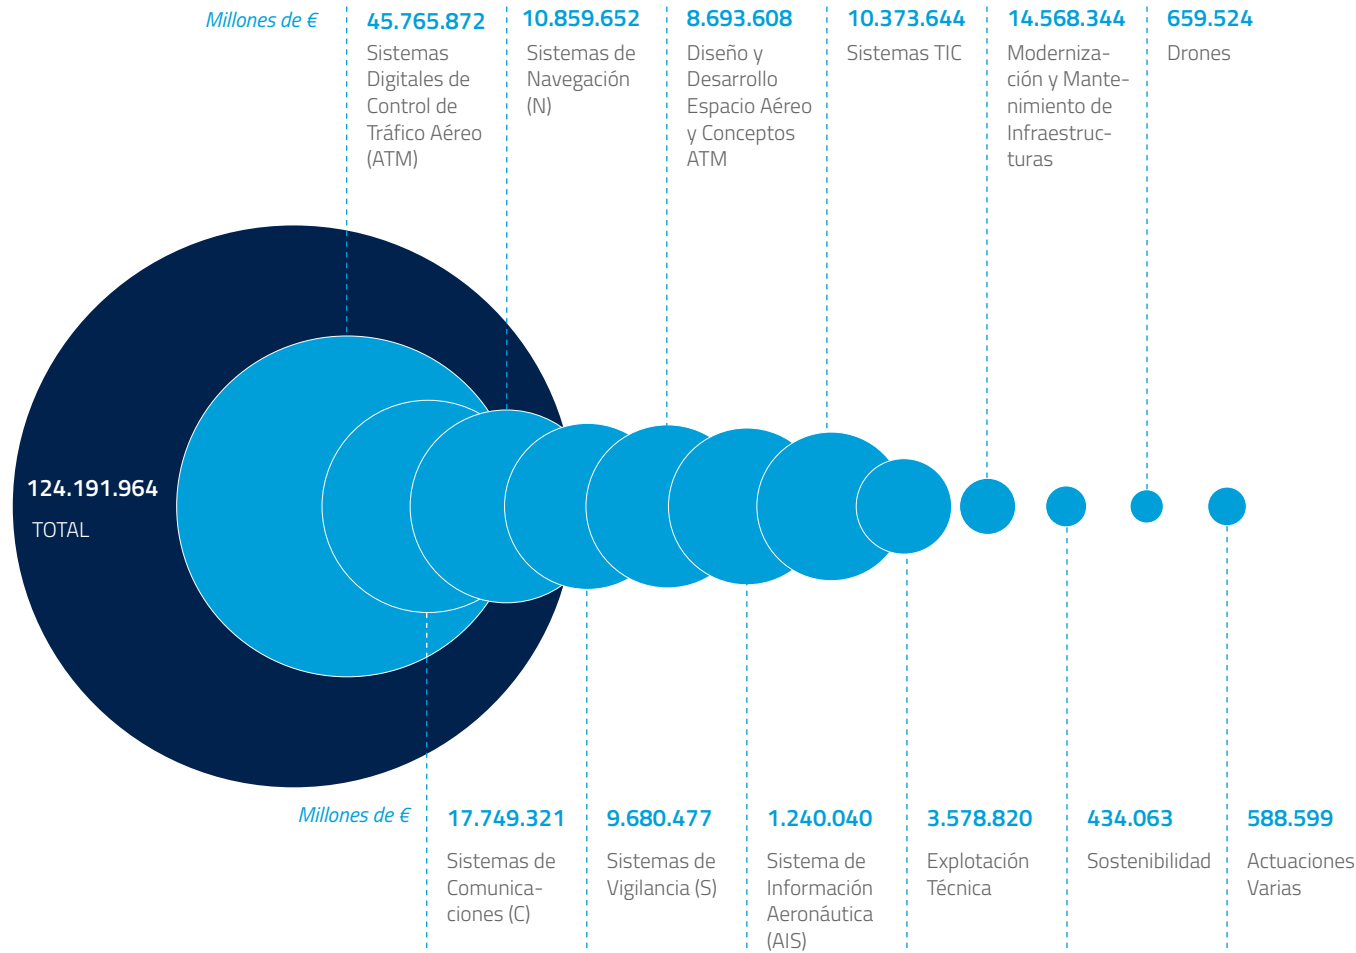 Millones de €
45.765.872
Sistemas
Digitales de
Control de
Tráfico Aéreo
(ATM)
10.859.652
Sistemas de
Navegación
(N)
8.693.608
Diseño y
Desarrollo
Espacio Aéreo
y Conceptos
ATM
10.373.644
Sistemas TIC
14.568.344
Moderniza-
ción y Mante-
nimiento de
Infraestruc-
turas
659.524
Drones
124.191.964
TOTAL
Millones de €
17.749.321
Sistemas de
Comunica-
ciones (C)
9.680.477
Sistemas de
Vigilancia (S)
1.240.040
Sistema de
Información
Aeronáutica
(AIS)
3.578.820
Explotación
Técnica
434.063
Sostenibilidad
588.599
Actuaciones
Varias